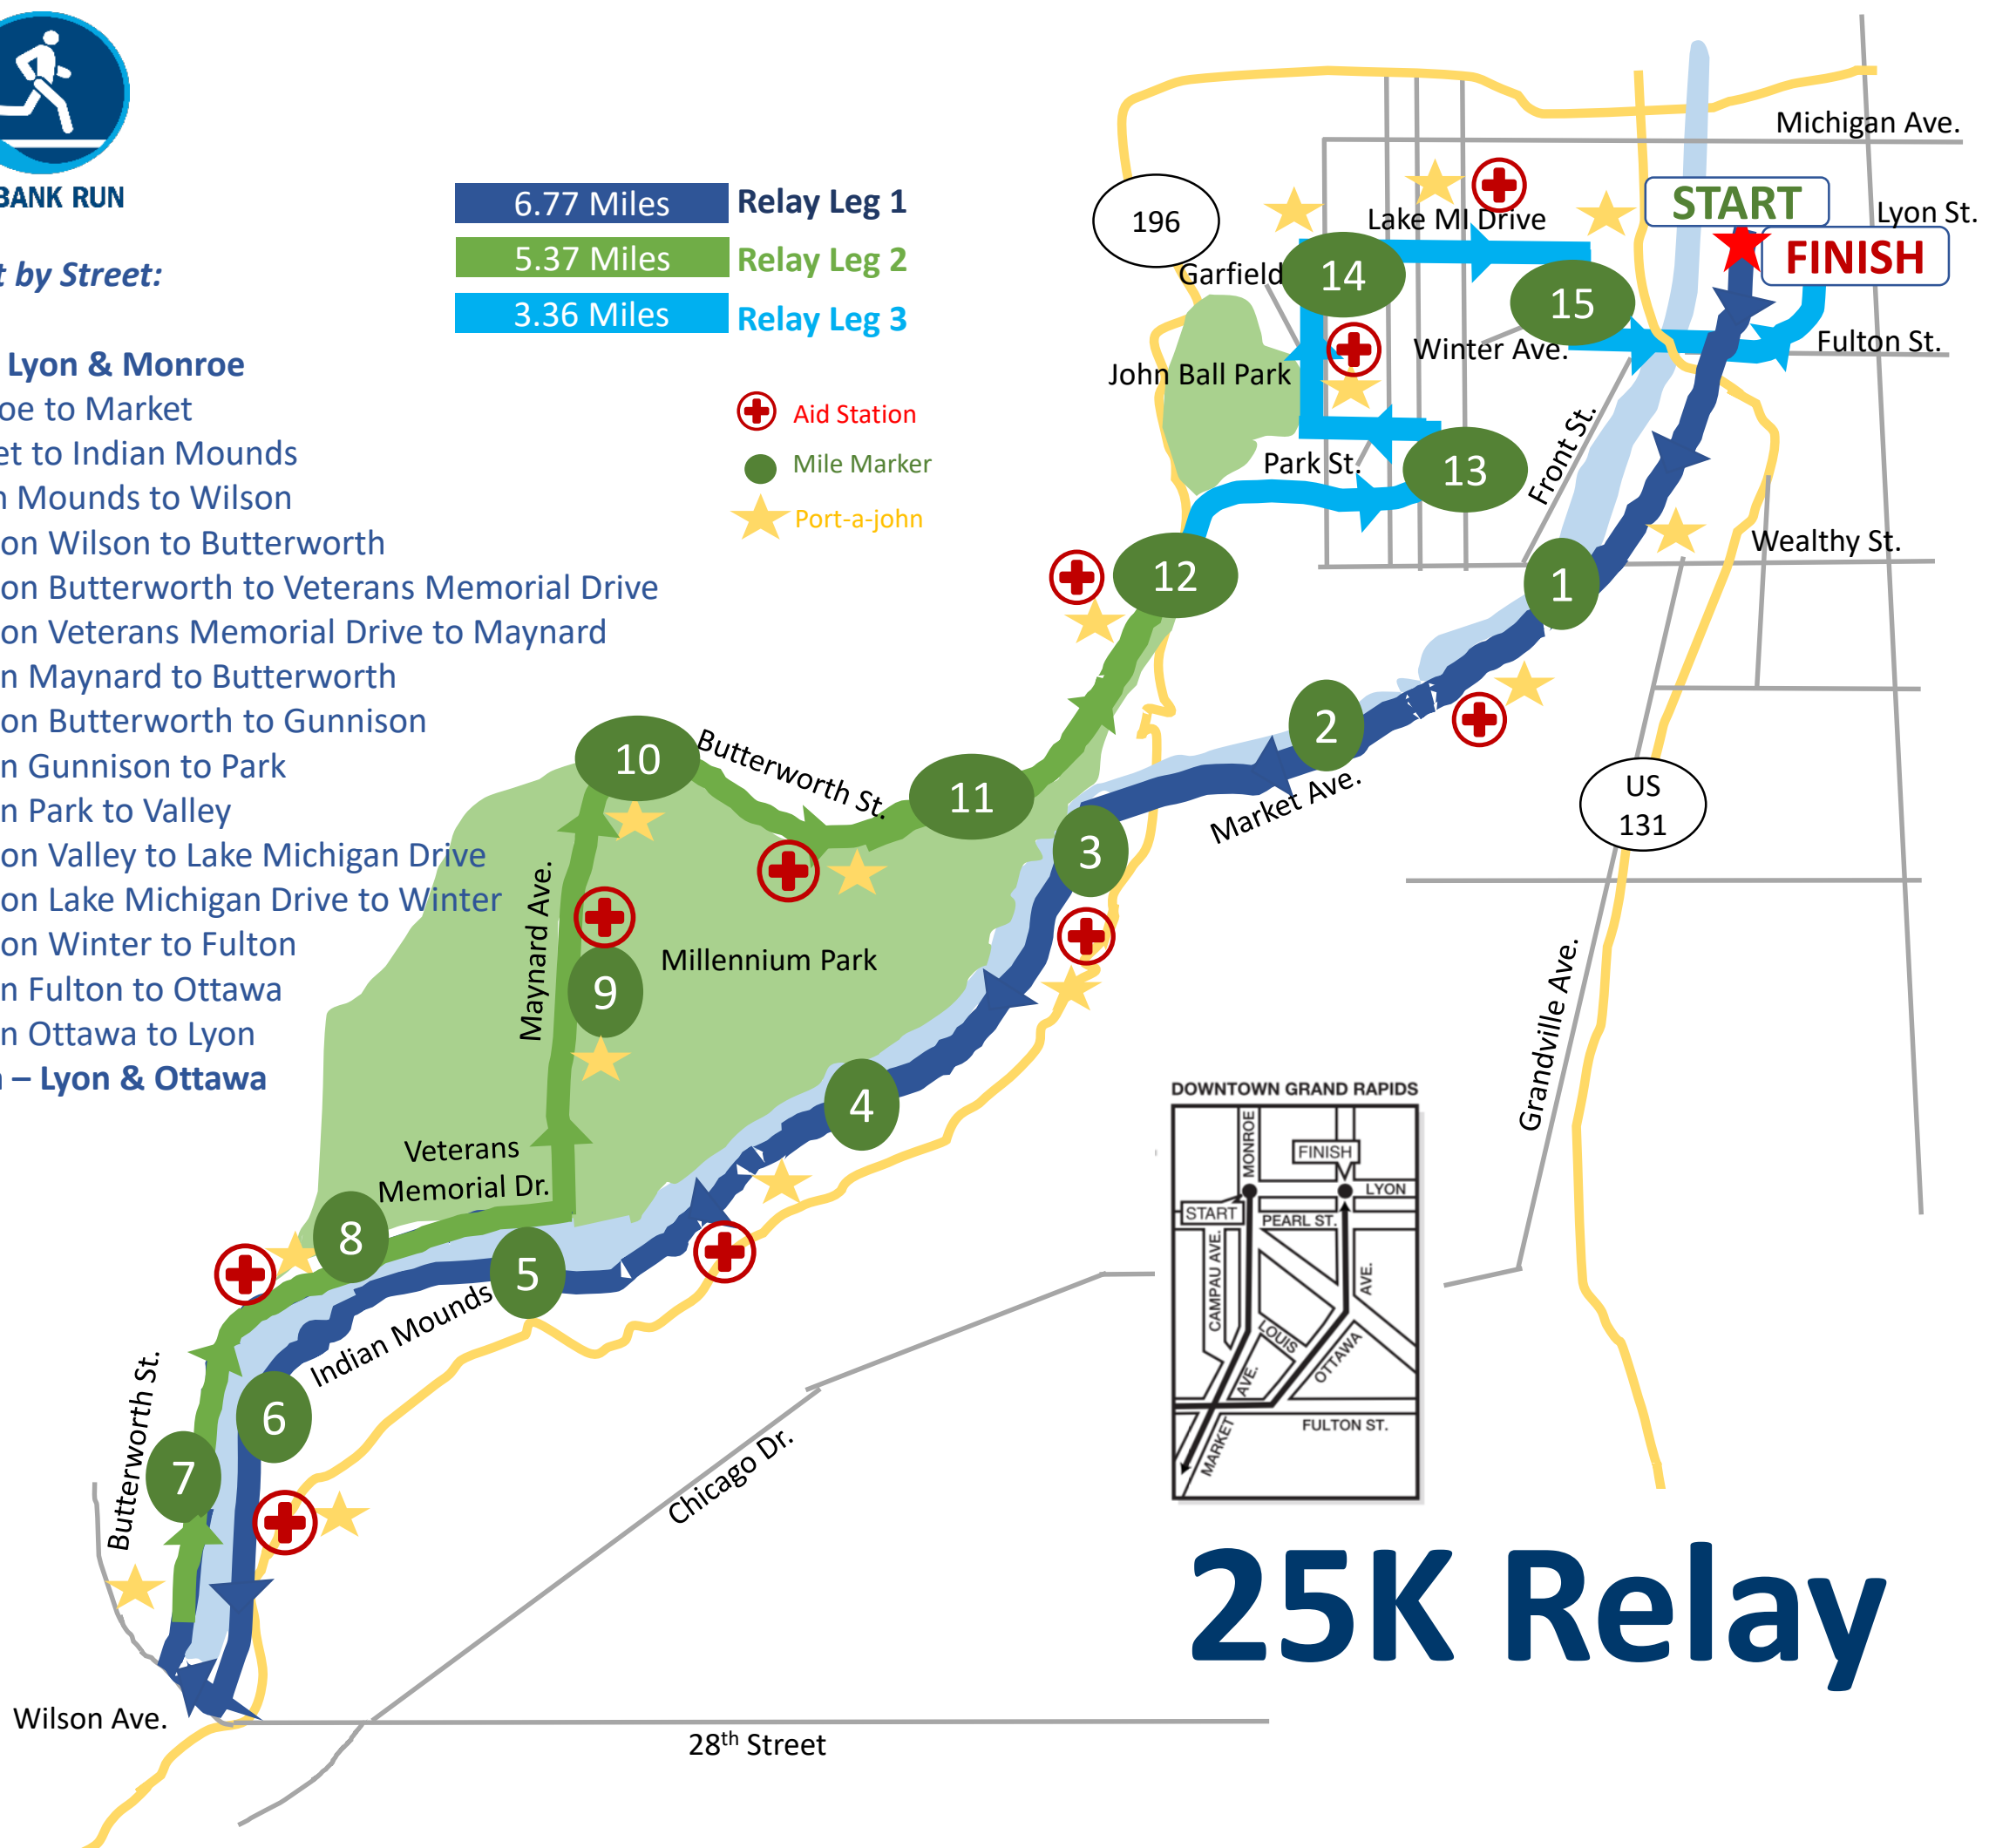 BANK RUN
t by Street:
Lyon & Monroe
oe to Market
et to Indian Mounds
n Mounds to Wilson
on Wilson to Butterworth
on Butterworth to Veterans Memorial Drive
on Veterans Memorial Drive to Maynard
n Maynard to Butterworth
on Butterworth to Gunnison
n Gunnison to Park
n Park to Valley
on Valley to Lake Michigan Drive
on Lake Michigan Drive to Winter
on Winter to Fulton
n Fulton to Ottawa
n Ottawa to Lyon
– Lyon & Ottawa
6.77 Miles Relay Leg 1
5.37 Miles Relay Leg 2
3.36 Miles Relay Leg 3
Aid Station
Mile Marker
Port-a-john
Michigan Ave.
196
START
Lyon St.
Lake MI Drive
FINISH
Garfield
14
15
Winter Ave.
Fulton St.
John Ball Park
Front St.
Park St.
13
Wealthy St.
12
1
2
Market Ave.
3
US
131
10
Butterworth St.
11
Maynard Ave.
9
Millennium Park
Grandville Ave.
4
Veterans
Memorial Dr.
8
5
Indian Mounds
6
7
Butterworth St.
Chicago Dr.
Wilson Ave.
28th Street
DOWNTOWN GRAND RAPIDS
MONROE
FINISH
LYON
START
PEARL ST.
CAMPAU AVE.
AVE.
LOUIS
OTTAWA
AVE.
FULTON ST.
MARKET
25K Relay